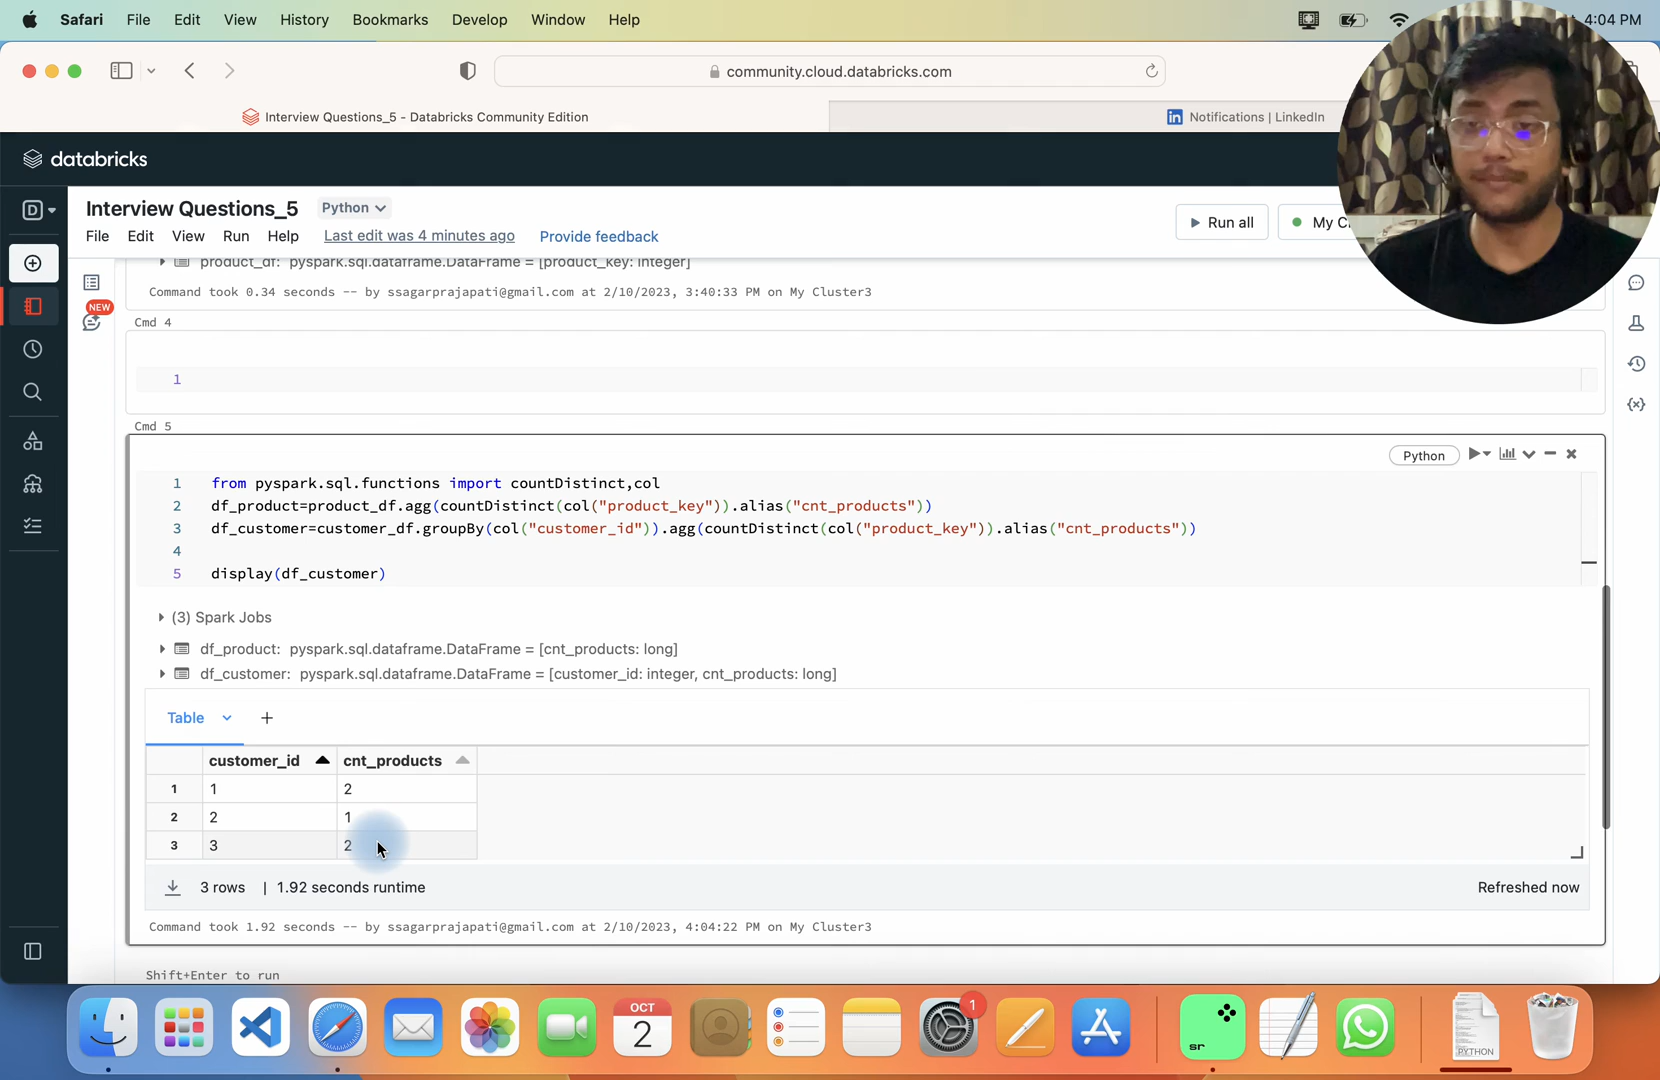 Safari File Edit View History Bookmarks Develop Window Help 4:04 PM
community.cloud.databricks.com
Interview Questions_5 - Databricks Community Edition
Notifications | LinkedIn
databricks
D
Interview Questions_5 Python
Run all
File Edit View Run Help Last edit was 4 minutes ago Provide feedback
NEW
product_df: pyspark.sql.dataframe.DataFrame = [product_key: integer]
Command took 0.34 seconds -- by ssagarprajapati@gmail.com at 2/10/2023, 3:40:33 PM on My Cluster3
Cmd 4
1
Cmd 5
Python
1 from pyspark.sql.functions import countDistinct,col
2 df_product=product_df.agg(countDistinct(col("product_key")).alias("cnt_products"))
3 df_customer=customer_df.groupBy(col("customer_id")).agg(countDistinct(col("product_key")).alias("cnt_products"))
4
5 display(df_customer)
(3) Spark Jobs
df_product: pyspark.sql.dataframe.DataFrame = [cnt_products: long]
df_customer: pyspark.sql.dataframe.DataFrame = [customer_id: integer, cnt_products: long]
Table +
customer_id cnt_products
1 1 2
2 2 1
3 3 2
3 rows | 1.92 seconds runtime
Refreshed now
Command took 1.92 seconds -- by ssagarprajapati@gmail.com at 2/10/2023, 4:04:22 PM on My Cluster3
Shift+Enter to run
OCT
2
1
sr
PYTHON